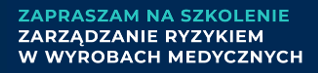 ZAPRASZAM NA SZKOLENIE
ZARZĄDZANIE RYZYKIEM
W WYROBACH MEDYCZNYCH